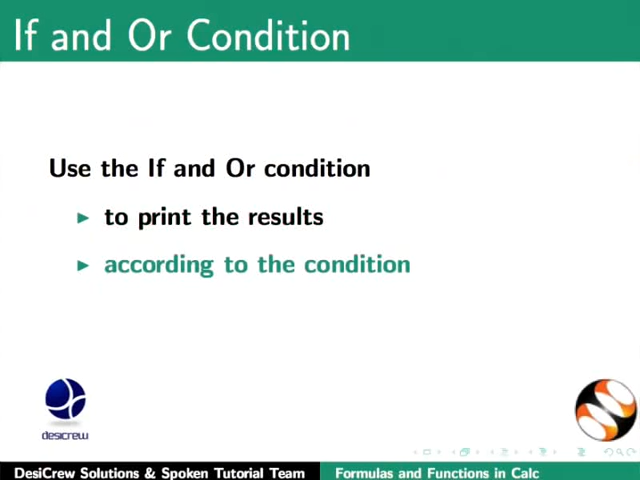 If and Or Condition
Use the If and Or condition
to print the results
according to the condition
desicrew
DesiCrew Solutions & Spoken Tutorial Team
Formulas and Functions in Calc